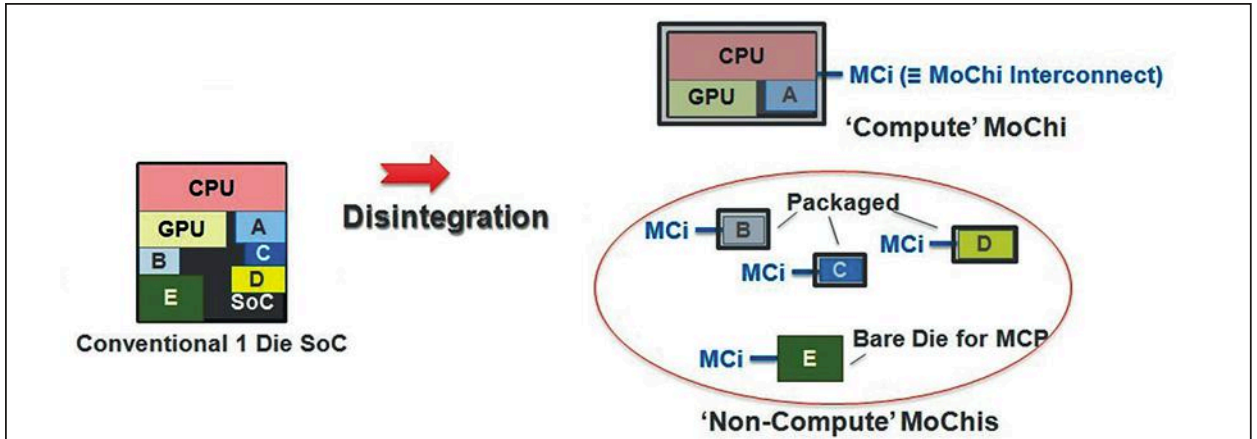 CPU
GPU
A
B
C
D
E
SoC
Conventional 1 Die SoC
Disintegration
CPU
GPU
A
MCi (≡ MoChi Interconnect)
'Compute' MoChi
Packaged
MCi
B
MCi
D
MCi
C
Bare Die for MCP
MCi
E
'Non-Compute' MoChis